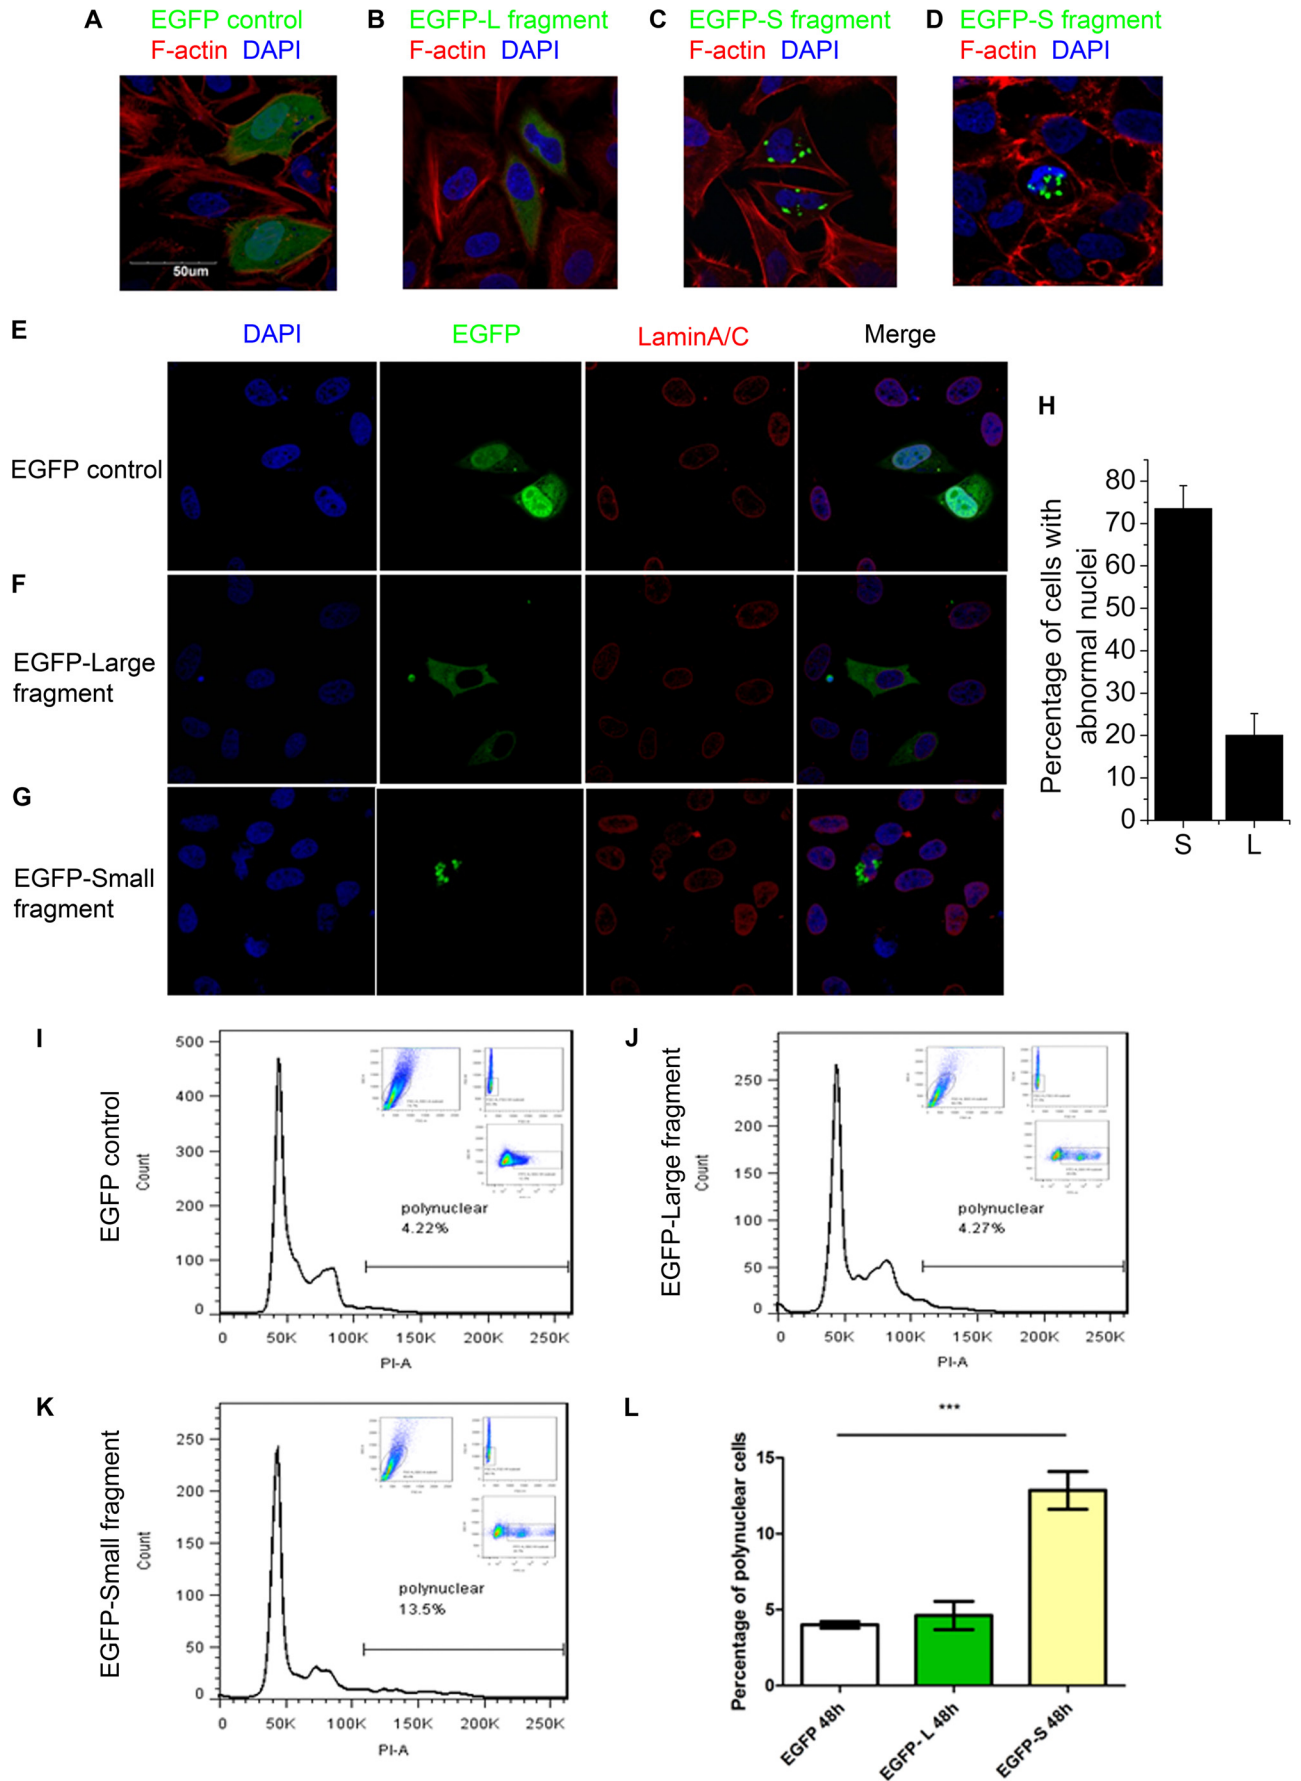 A EGFP control
F-actin DAPI
B EGFP-L fragment
F-actin DAPI
C EGFP-S fragment
F-actin DAPI
D EGFP-S fragment
F-actin DAPI
50um
E DAPI EGFP LaminA/C Merge
EGFP control
F
EGFP-Large
fragment
G
EGFP-Small
fragment
H
Percentage of cells with
abnormal nuclei
80
70
60
50
40
30
20
10
0
S L
I
EGFP control
Count
500
400
300
200
100
0
polynuclear
4.22%
0 50K 100K 150K 200K 250K
PI-A
J
EGFP-Large fragment
Count
250
200
150
100
50
0
polynuclear
4.27%
0 50K 100K 150K 200K 250K
PI-A
K
EGFP-Small fragment
Count
250
200
150
100
50
0
polynuclear
13.5%
0 50K 100K 150K 200K 250K
PI-A
L
***
Percentage of polynuclear cells
15
10
5
0
EGFP 48h
EGFP- L 48h
EGFP-S 48h